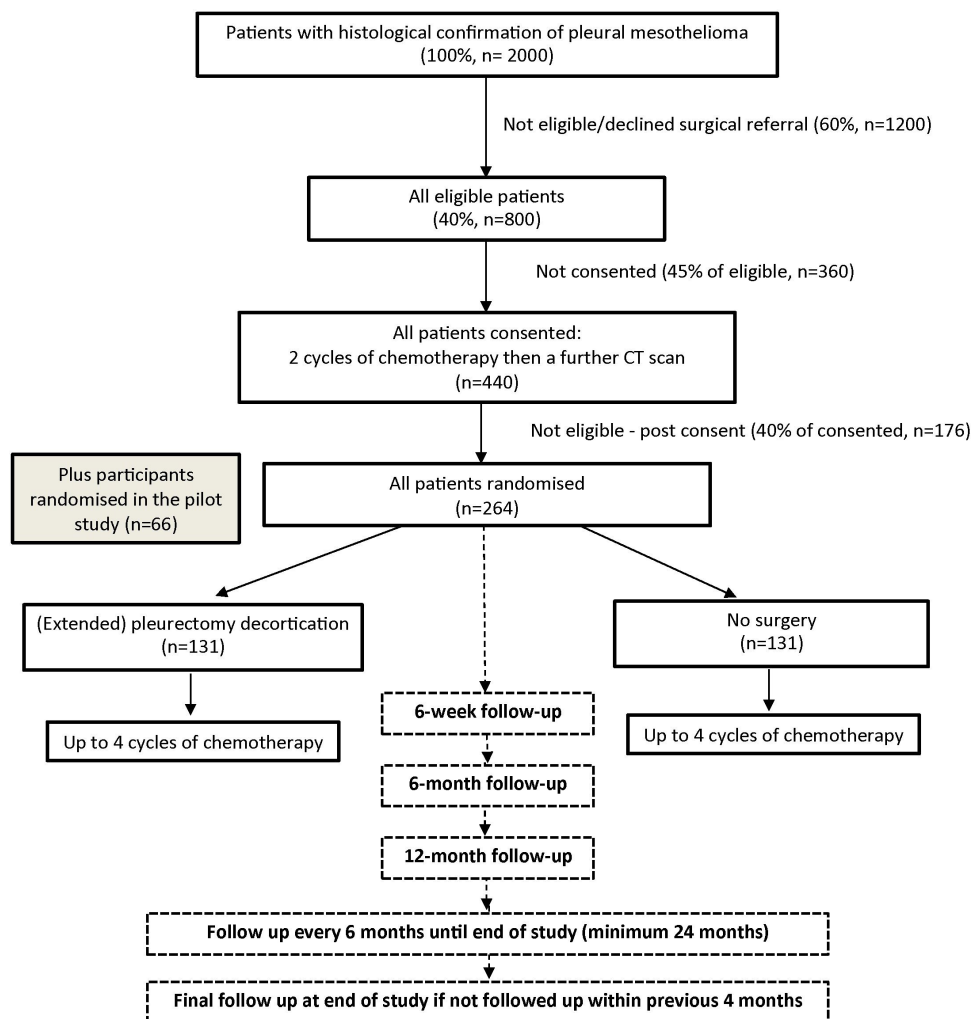 Patients with histological confirmation of pleural mesothelioma
(100%, n= 2000)
Not eligible/declined surgical referral (60%, n=1200)
All eligible patients
(40%, n=800)
Not consented (45% of eligible, n=360)
All patients consented:
2 cycles of chemotherapy then a further CT scan
(n=440)
Not eligible - post consent (40% of consented, n=176)
Plus participants
randomised in the pilot
study (n=66)
All patients randomised
(n=264)
(Extended) pleurectomy decortication
(n=131)
No surgery
(n=131)
Up to 4 cycles of chemotherapy
Up to 4 cycles of chemotherapy
6-week follow-up
6-month follow-up
12-month follow-up
Follow up every 6 months until end of study (minimum 24 months)
Final follow up at end of study if not followed up within previous 4 months